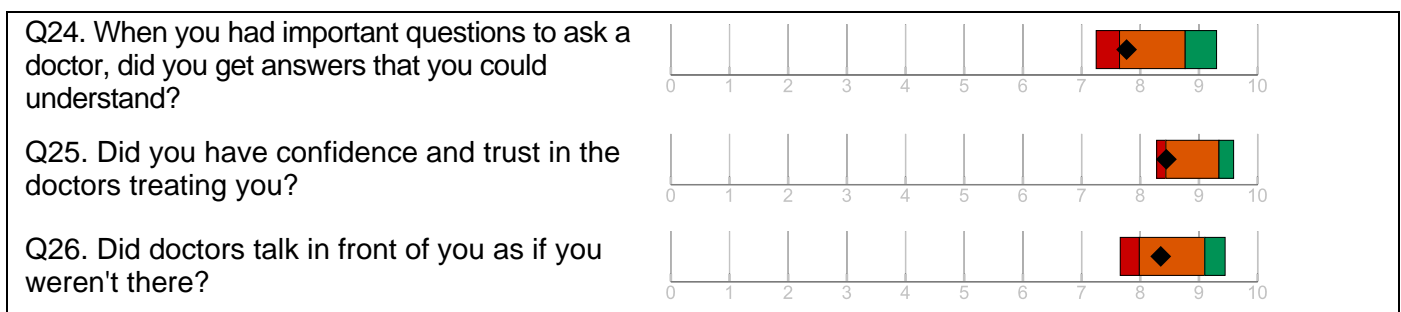 Q24. When you had important questions to ask a
doctor, did you get answers that you could
understand?
0 1 2 3 4 5 6 7 8 9 10
Q25. Did you have confidence and trust in the
doctors treating you?
0 1 2 3 4 5 6 7 8 9 10
Q26. Did doctors talk in front of you as if you
weren't there?
0 1 2 3 4 5 6 7 8 9 10